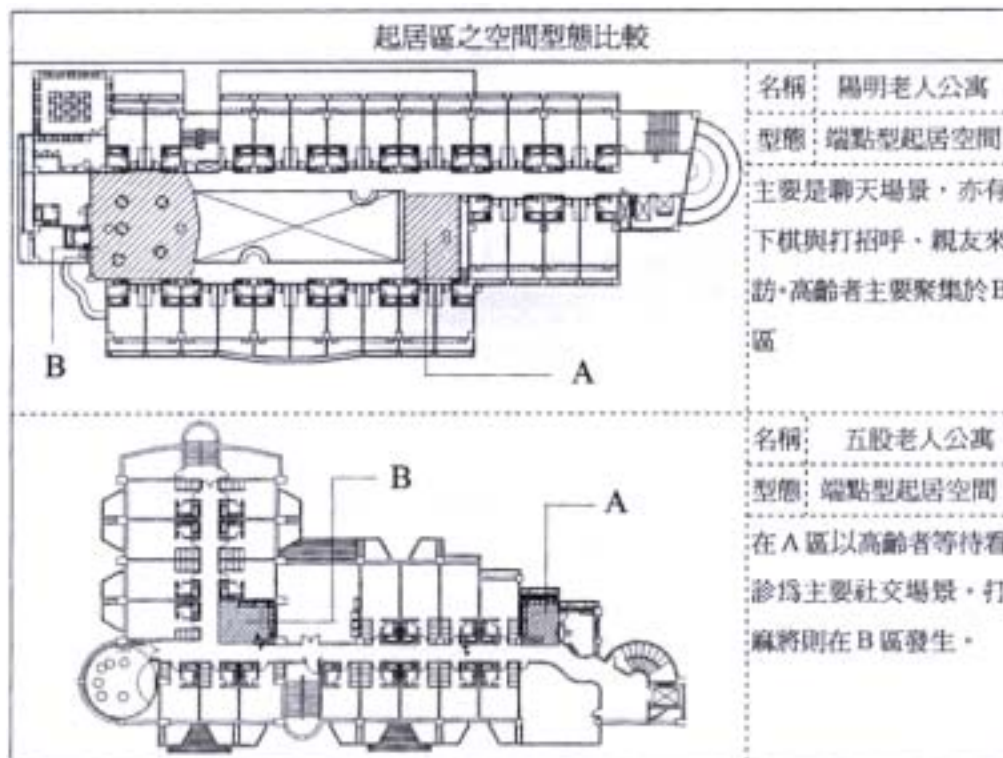 起居區之空間型態比較
名稱 陽明老人公寓
型態 端點型起居空間
主要是聊天場景，亦有
下棋與打招呼、親友來
訪。高齡者主要聚集於B
區
B
A
名稱 五股老人公寓
型態 端點型起居空間
在A區以高齡者等待看
診為主要社交場景，打
麻將則在B區發生。
B
A